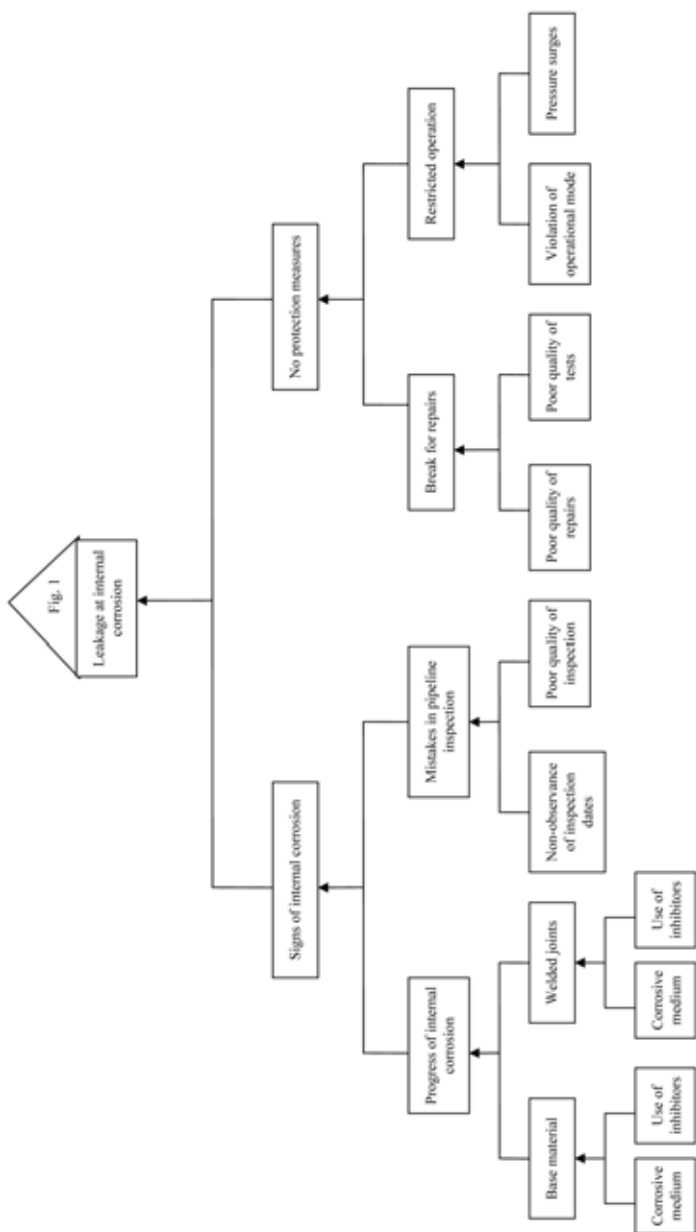 Fig. 1
Leakage at internal
corrosion
Signs of internal corrosion
No protection measures
Progress of internal
corrosion
Mistakes in pipeline
inspection
Break for repairs
Restricted operation
Base material
Welded joints
Non-observance
of inspection
dates
Poor quality of
inspection
Poor quality of
repairs
Poor quality of
tests
Violation of
operational mode
Pressure surges
Corrosive
medium
Use of
inhibitors
Corrosive
medium
Use of
inhibitors